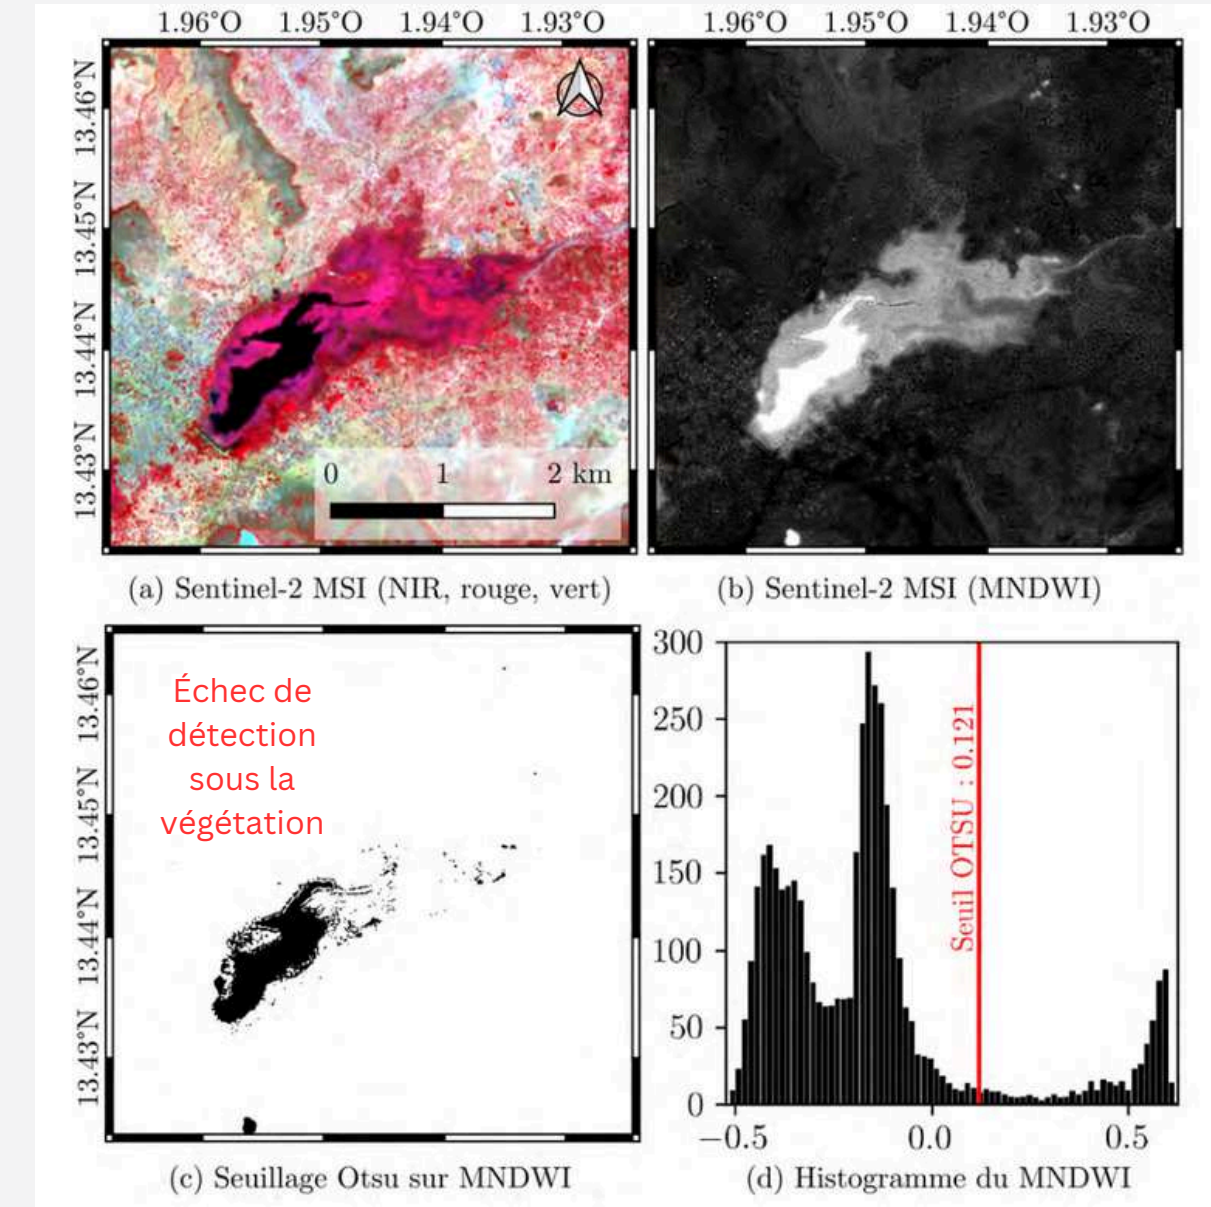 1.96°O 1.95°O 1.94°O 1.93°O
1.96°O 1.95°O 1.94°O 1.93°O
13.46°N
13.45°N
13.44°N
13.43°N
0 1 2 km
(a) Sentinel-2 MSI (NIR, rouge, vert)
(b) Sentinel-2 MSI (MNDWI)
13.46°N
13.45°N
13.44°N
13.43°N
Échec de
détection
sous la
végétation
(c) Seuillage Otsu sur MNDWI
300
250
200
150
100
50
0
Seuil OTSU : 0.121
−0.5 0.0 0.5
(d) Histogramme du MNDWI